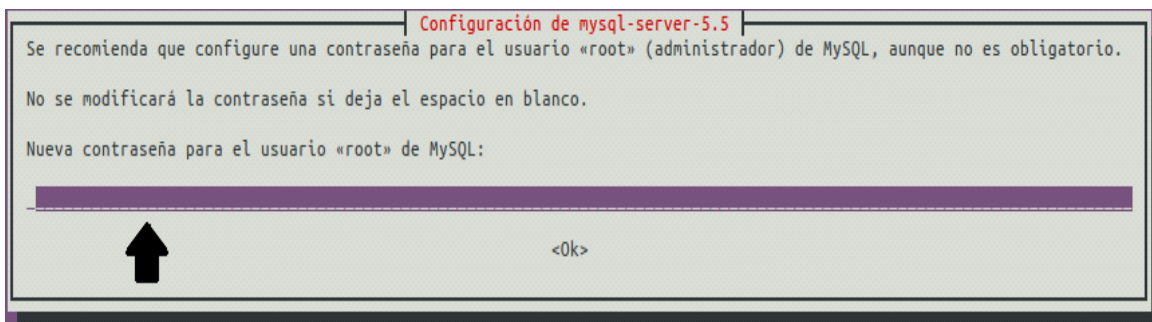 Configuración de mysql-server-5.5
Se recomienda que configure una contraseña para el usuario «root» (administrador) de MySQL, aunque no es obligatorio.
No se modificará la contraseña si deja el espacio en blanco.
Nueva contraseña para el usuario «root» de MySQL:
<Ok>